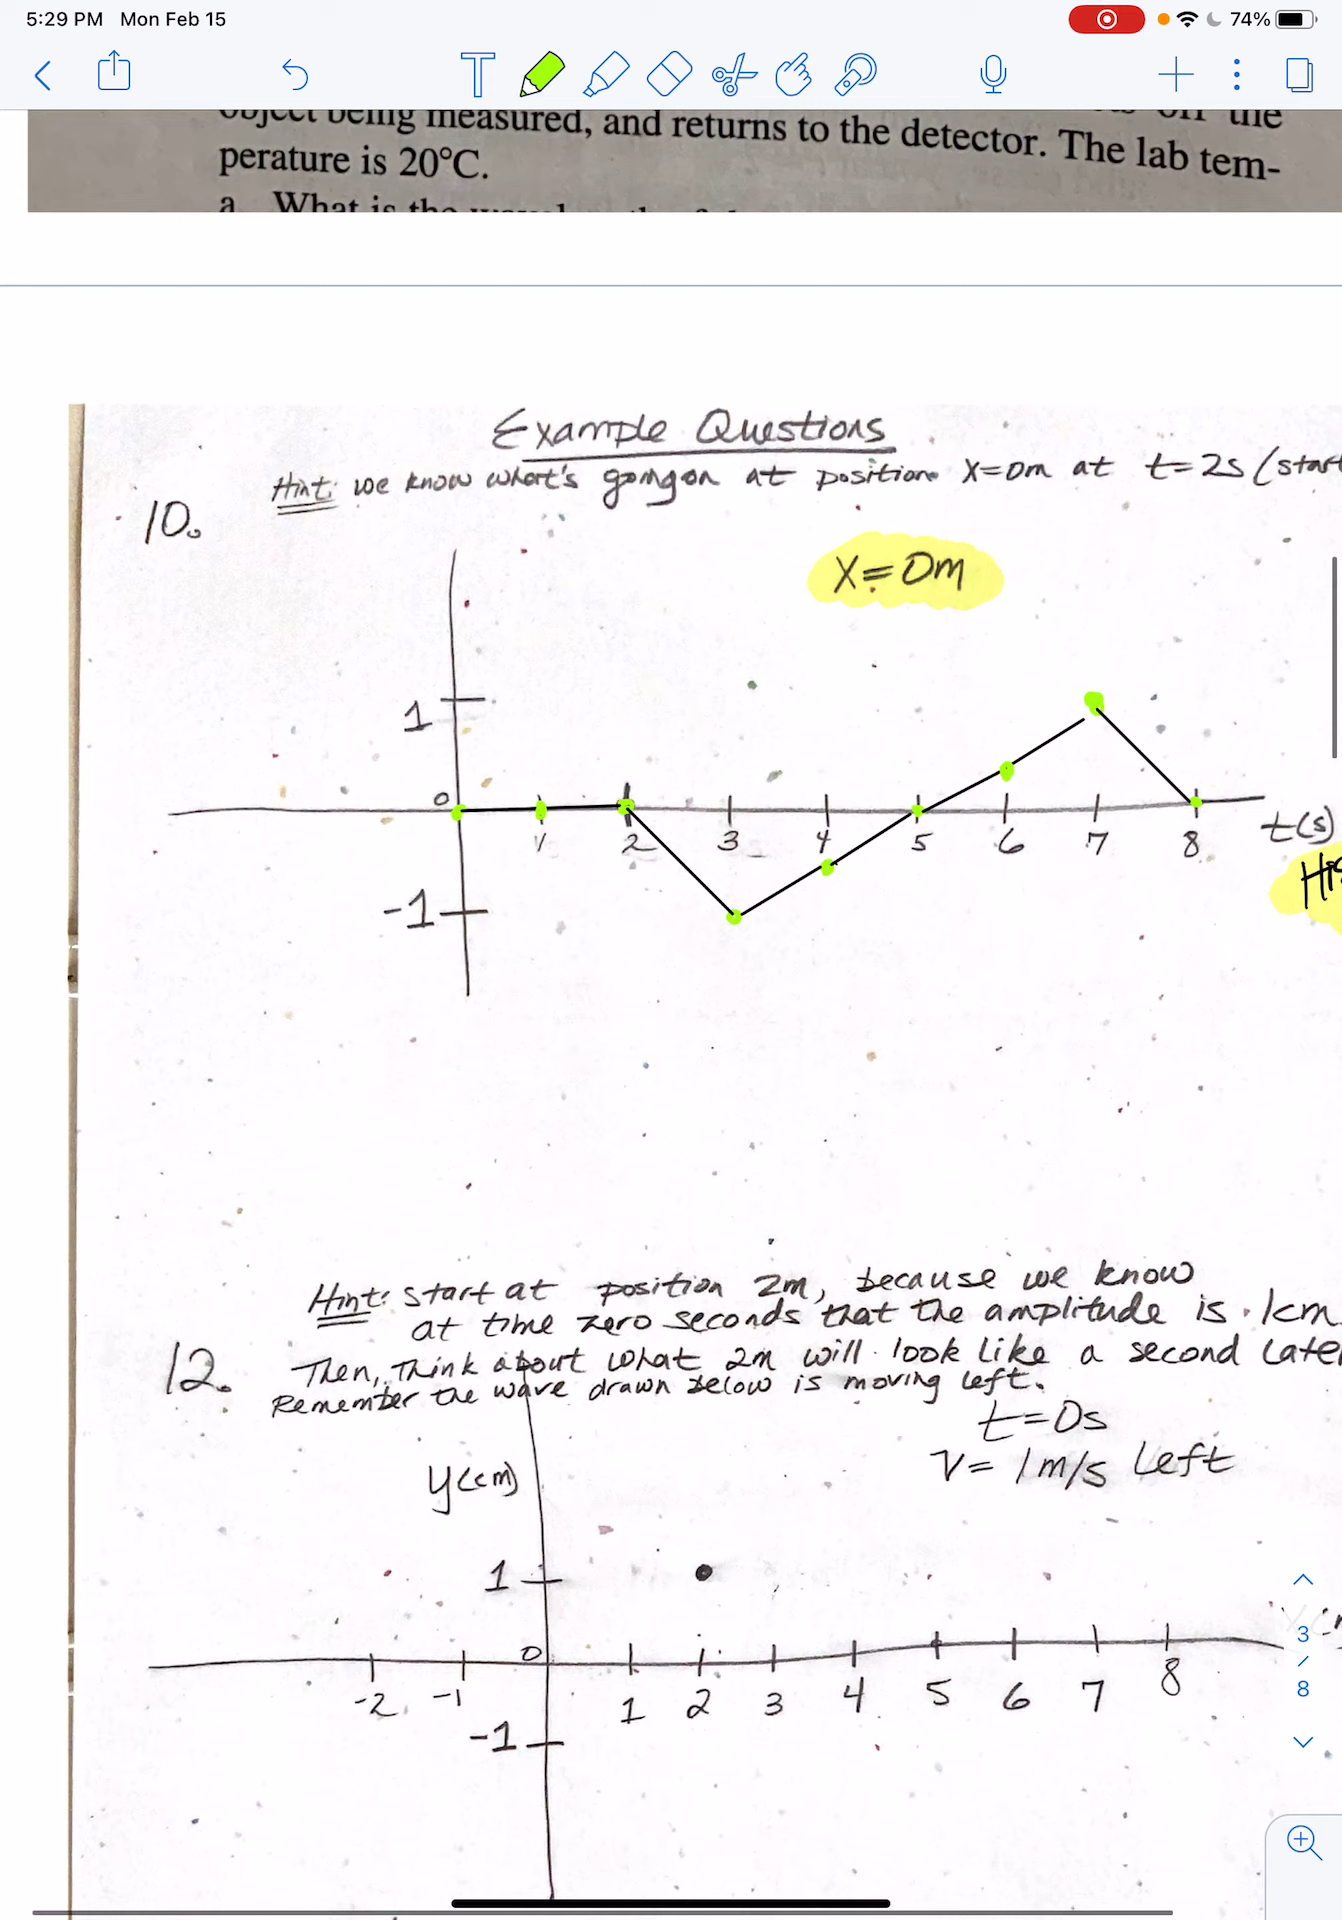 5:29 PM Mon Feb 15
74%
T
object being measured, and returns to the detector. The lab tem-
perature is 20°C.
a. What is the
Example Questions
Hint: we know what's going on at position x=0m at t=2s (start
10.
X=0m
1
0
1 2 3 4 5 6 7 8
t(s)
-1
Hint: start at position 2m, because we know
at time zero seconds that the amplitude is 1cm.
12. Then, think about what 2m will look like a second later
Remember the wave drawn below is moving left.
t=0s
V= 1m/s Left
y(cm)
1
0
-2 -1 1 2 3 4 5 6 7 8
-1
3
/
8